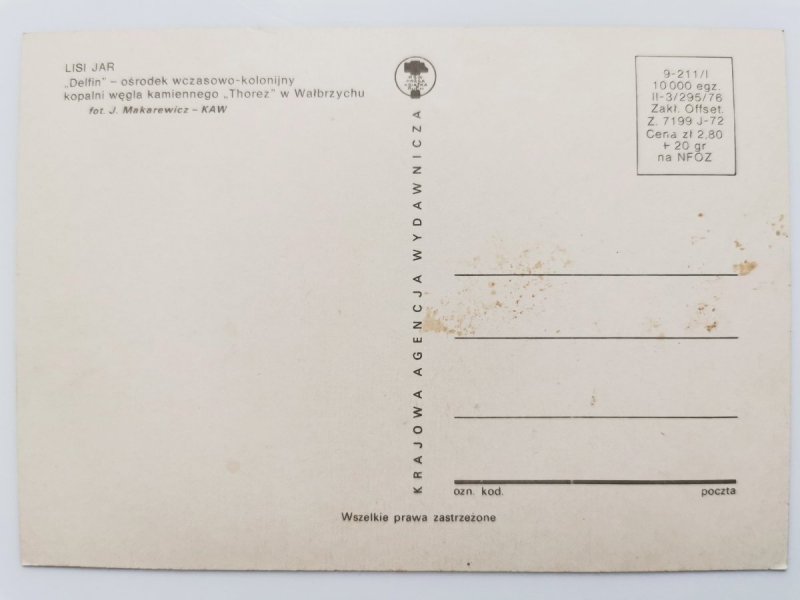 LISI JAR
„Delfin” – ośrodek wczasowo-kolonijny
kopalni węgla kamiennego „Thorez” w Wałbrzychu
fot. J. Makarewicz – KAW
KRAJOWA AGENCJA WYDAWNICZA
9-211/I
10 000 egz.
II-3/295/76
Zakł. Offset.
Z. 7199 J-72
Cena zł 2,80
+ 20 gr
na NFOZ
ozn. kod.
poczta
Wszelkie prawa zastrzeżone